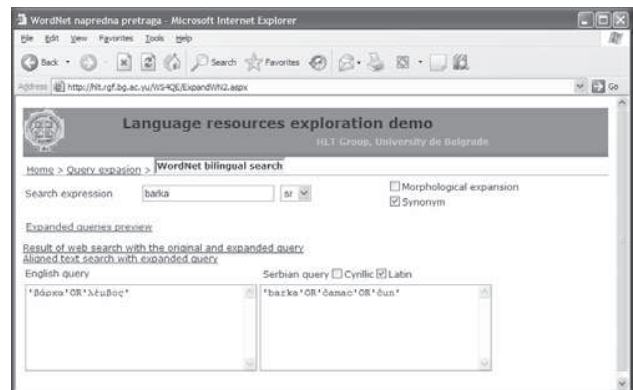 WordNet napredna pretraga - Microsoft Internet Explorer
File Edit View Favorites Tools Help
Back Search Favorites
Address http://hlt.rgf.bg.ac.yu/WS4QE/ExpandWN2.aspx Go
Language resources exploration demo
HLT Group, University de Belgrade
Home > Query expasion > WordNet bilingual search
Search expression barka sr Morphological expansion
Synonym
Expanded queries preview
Result of web search with the original and expanded query
Aligned text search with expanded query
English query Serbian query Cyrillic Latin
"βάρκα"OR"λέμβος" "barka"OR"čamac"OR"čun"